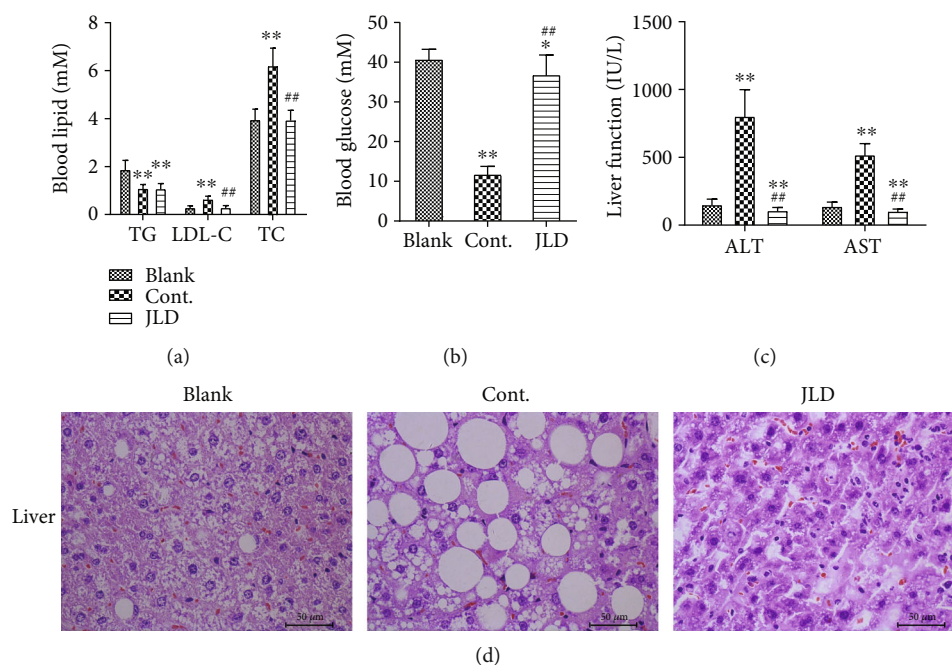 Blood lipid (mM)
8
6
4
2
0
**
**
**
**
##
##
TG LDL-C TC
Blank
Cont.
JLD
(a)
Blood glucose (mM)
50
40
30
20
10
0
**
##
*
Blank Cont. JLD
(b)
Liver function (IU/L)
1500
1000
500
0
**
**
##
**
**
##
ALT AST
(c)
Blank Cont. JLD
Liver
50 μm
50 μm
50 μm
(d)